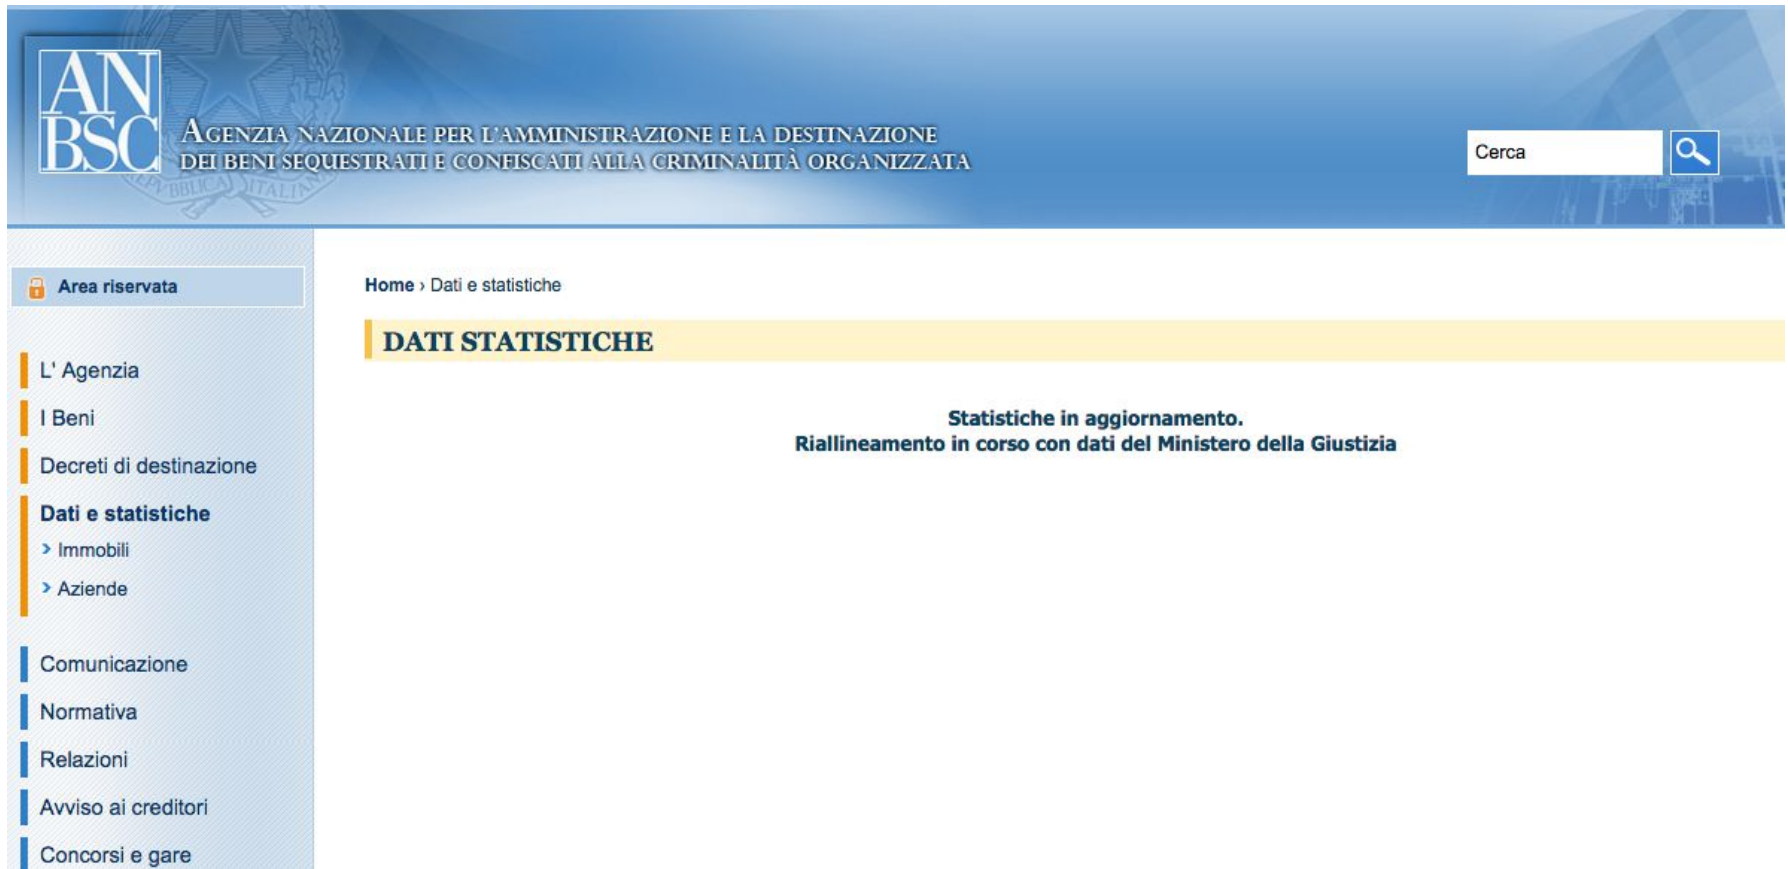 AN
BSC
Agenzia nazionale per l'amministrazione e la destinazione
dei beni sequestrati e confiscati alla criminalità organizzata
Cerca
Area riservata
L' Agenzia
I Beni
Decreti di destinazione
Dati e statistiche
› Immobili
› Aziende
Comunicazione
Normativa
Relazioni
Avviso ai creditori
Concorsi e gare
Home › Dati e statistiche
DATI STATISTICHE
Statistiche in aggiornamento.
Riallineamento in corso con dati del Ministero della Giustizia